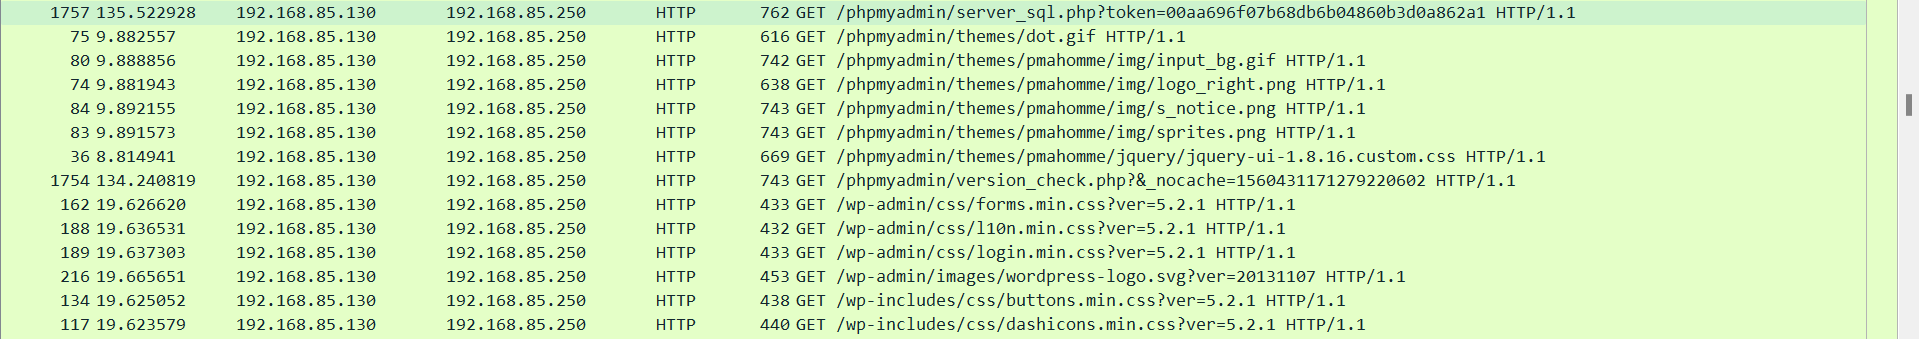 1757 135.522928 192.168.85.130 192.168.85.250 HTTP 762 GET /phpmyadmin/server_sql.php?token=00aa696f07b68db6b04860b3d0a862a1 HTTP/1.1
75 9.882557 192.168.85.130 192.168.85.250 HTTP 616 GET /phpmyadmin/themes/dot.gif HTTP/1.1
80 9.888856 192.168.85.130 192.168.85.250 HTTP 742 GET /phpmyadmin/themes/pmahomme/img/input_bg.gif HTTP/1.1
74 9.881943 192.168.85.130 192.168.85.250 HTTP 638 GET /phpmyadmin/themes/pmahomme/img/logo_right.png HTTP/1.1
84 9.892155 192.168.85.130 192.168.85.250 HTTP 743 GET /phpmyadmin/themes/pmahomme/img/s_notice.png HTTP/1.1
83 9.891573 192.168.85.130 192.168.85.250 HTTP 743 GET /phpmyadmin/themes/pmahomme/img/sprites.png HTTP/1.1
36 8.814941 192.168.85.130 192.168.85.250 HTTP 669 GET /phpmyadmin/themes/pmahomme/jquery/jquery-ui-1.8.16.custom.css HTTP/1.1
1754 134.240819 192.168.85.130 192.168.85.250 HTTP 743 GET /phpmyadmin/version_check.php?&_nocache=1560431171279220602 HTTP/1.1
162 19.626620 192.168.85.130 192.168.85.250 HTTP 433 GET /wp-admin/css/forms.min.css?ver=5.2.1 HTTP/1.1
188 19.636531 192.168.85.130 192.168.85.250 HTTP 432 GET /wp-admin/css/l10n.min.css?ver=5.2.1 HTTP/1.1
189 19.637303 192.168.85.130 192.168.85.250 HTTP 433 GET /wp-admin/css/login.min.css?ver=5.2.1 HTTP/1.1
216 19.665651 192.168.85.130 192.168.85.250 HTTP 453 GET /wp-admin/images/wordpress-logo.svg?ver=20131107 HTTP/1.1
134 19.625052 192.168.85.130 192.168.85.250 HTTP 438 GET /wp-includes/css/buttons.min.css?ver=5.2.1 HTTP/1.1
117 19.623579 192.168.85.130 192.168.85.250 HTTP 440 GET /wp-includes/css/dashicons.min.css?ver=5.2.1 HTTP/1.1